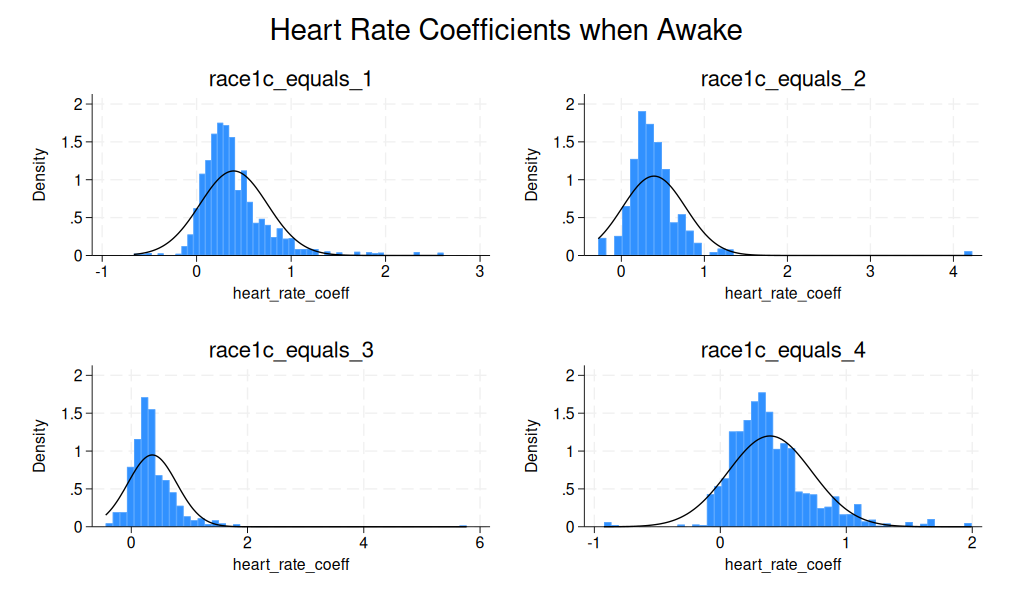 Heart Rate Coefficients when Awake
race1c_equals_1
Density
2
1.5
1
.5
0
-1 0 1 2 3
heart_rate_coeff
race1c_equals_2
Density
2
1.5
1
.5
0
0 1 2 3 4
heart_rate_coeff
race1c_equals_3
Density
2
1.5
1
.5
0
0 2 4 6
heart_rate_coeff
race1c_equals_4
Density
2
1.5
1
.5
0
-1 0 1 2
heart_rate_coeff